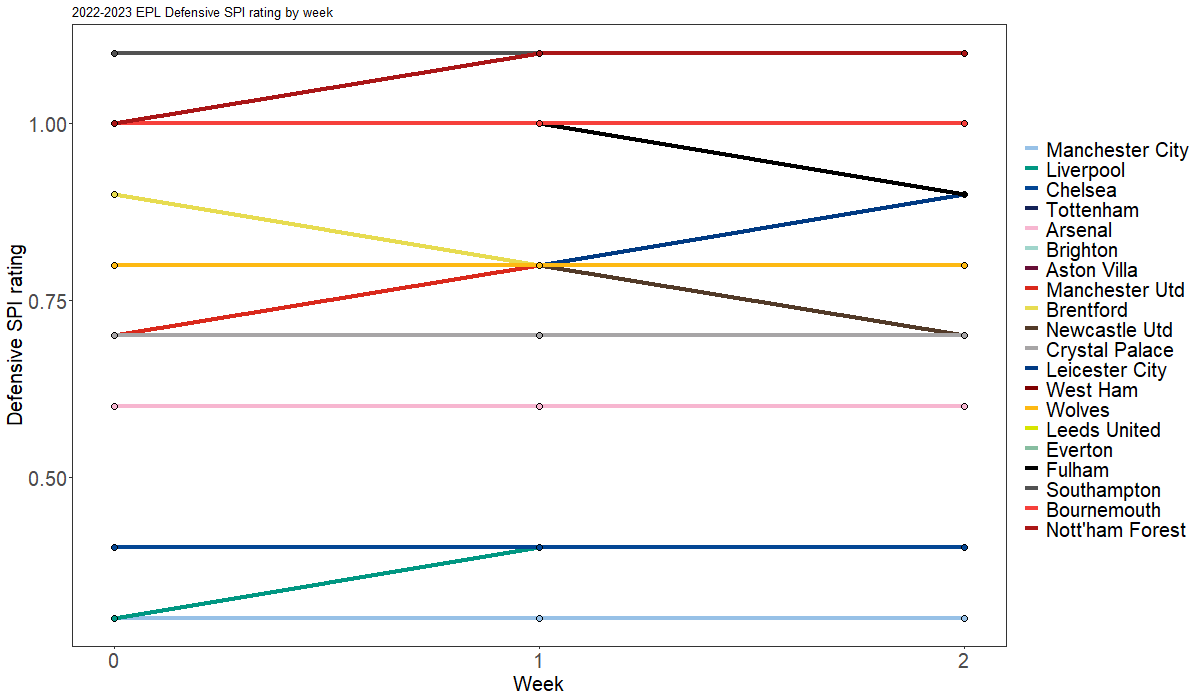 2022-2023 EPL Defensive SPI rating by week
Defensive SPI rating
1.00
0.75
0.50
0
1
2
Week
Manchester City
Liverpool
Chelsea
Tottenham
Arsenal
Brighton
Aston Villa
Manchester Utd
Brentford
Newcastle Utd
Crystal Palace
Leicester City
West Ham
Wolves
Leeds United
Everton
Fulham
Southampton
Bournemouth
Nott'ham Forest